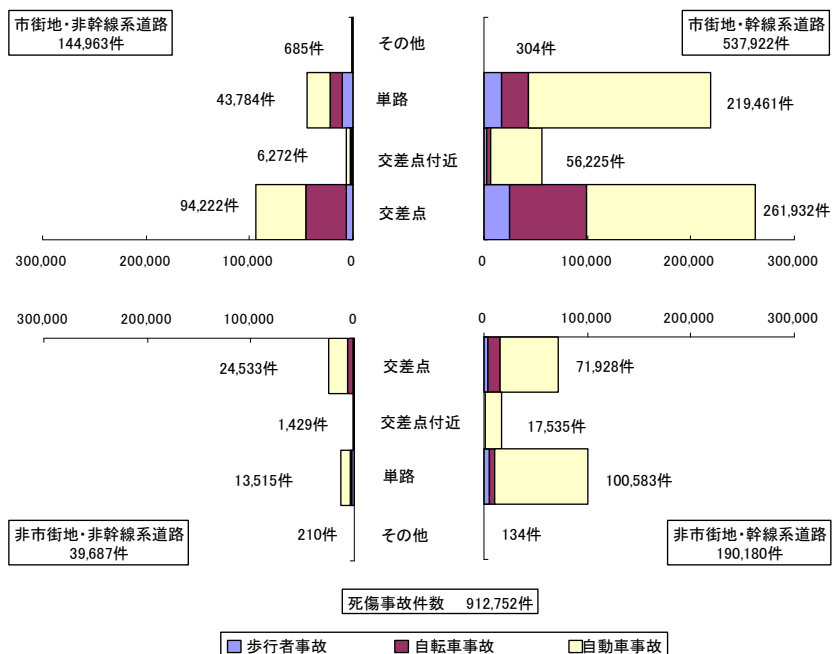 市街地・非幹線系道路
144,963件
市街地・幹線系道路
537,922件
685件
その他
304件
43,784件
単路
219,461件
6,272件
交差点付近
56,225件
94,222件
交差点
261,932件
300,000 200,000 100,000 0
0 100,000 200,000 300,000
300,000 200,000 100,000 0
0 100,000 200,000 300,000
24,533件
交差点
71,928件
1,429件
交差点付近
17,535件
13,515件
単路
100,583件
210件
その他
134件
非市街地・非幹線系道路
39,687件
非市街地・幹線系道路
190,180件
死傷事故件数 912,752件
歩行者事故 自転車事故 自動車事故